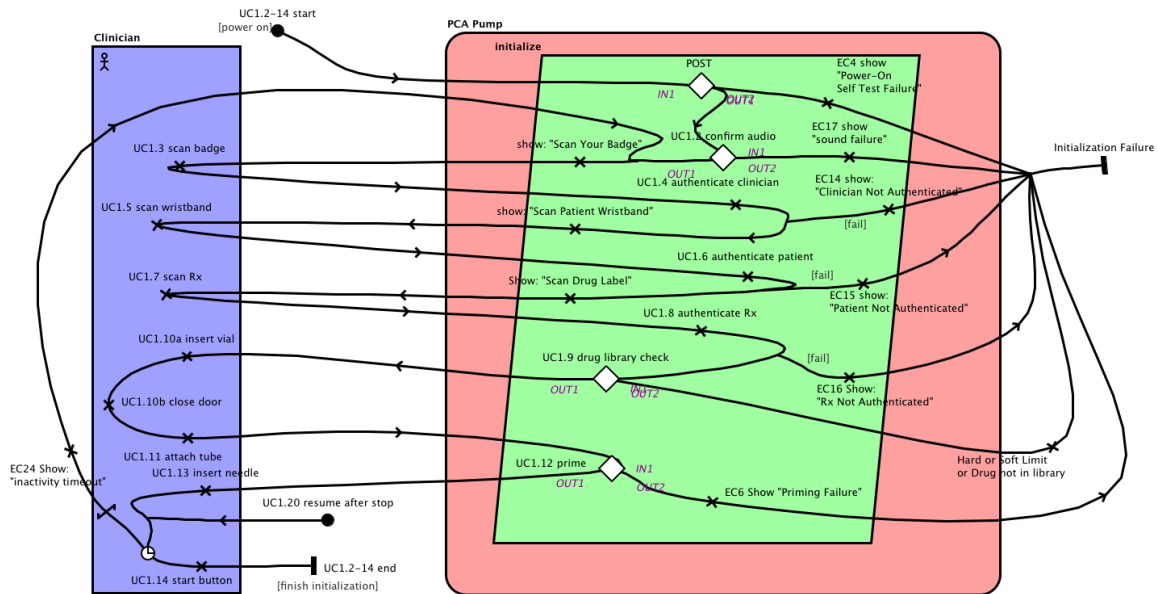 UC1.2-14 start
[power on]
PCA Pump
Clinician
initialize
POST
EC4 show
"Power-On
Self Test Failure"
IN1
OUT2
OUT1
UC1.2 confirm audio
EC17 show
"sound failure"
Initialization Failure
UC1.3 scan badge
show: "Scan Your Badge"
IN1
OUT1
OUT2
UC1.4 authenticate clinician
EC14 show:
"Clinician Not Authenticated"
[fail]
UC1.5 scan wristband
show: "Scan Patient Wristband"
UC1.6 authenticate patient
[fail]
UC1.7 scan Rx
Show: "Scan Drug Label"
EC15 show:
"Patient Not Authenticated"
UC1.8 authenticate Rx
UC1.10a insert vial
UC1.9 drug library check
[fail]
OUT1
IN1
OUT2
EC16 Show:
"Rx Not Authenticated"
UC1.10b close door
UC1.11 attach tube
UC1.13 insert needle
EC24 Show:
"inactivity timeout"
UC1.12 prime
IN1
OUT1
OUT2
Hard or Soft Limit
or Drug not in library
EC6 Show "Priming Failure"
UC1.20 resume after stop
UC1.14 start button
UC1.2-14 end
[finish initialization]